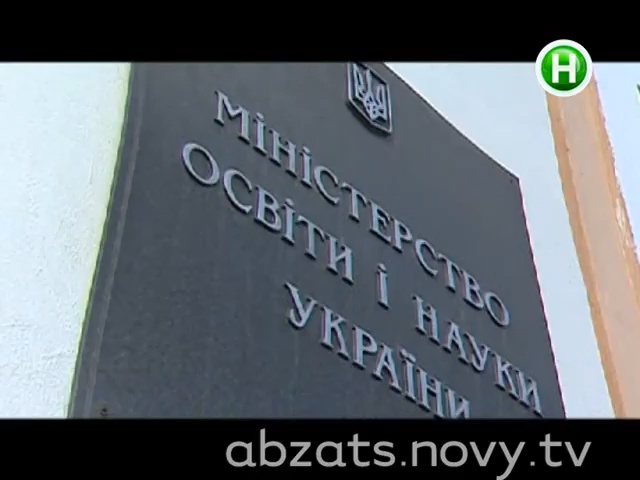 Н
МІНІСТЕРСТВО
ОСВІТИ І НАУКИ
УКРАЇНИ
abzats.novy.tv